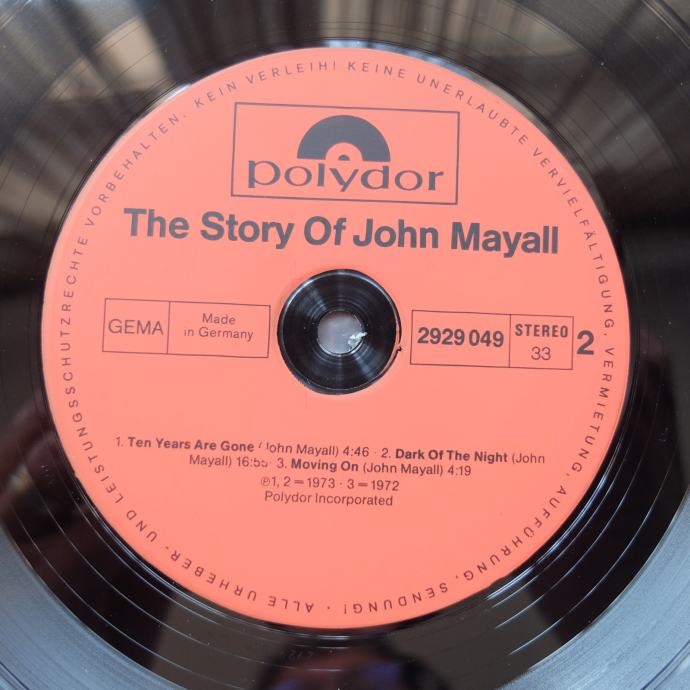 KEIN VERLEIH! KEINE UNERLAUBTE VERVIELFÄLTIGUNG, VERMIETUNG, AUFFÜHRUNG, SENDUNG! · ALLE URHEBER- UND LEISTUNGSSCHUTZRECHTE VORBEHALTEN.
polydor
The Story Of John Mayall
GEMA
Made
in Germany
2929 049
STEREO
33
2
1. Ten Years Are Gone (John Mayall) 4:46 · 2. Dark Of The Night (John
Mayall) 16:55 · 3. Moving On (John Mayall) 4:19
℗1, 2 = 1973 · 3 = 1972
Polydor Incorporated